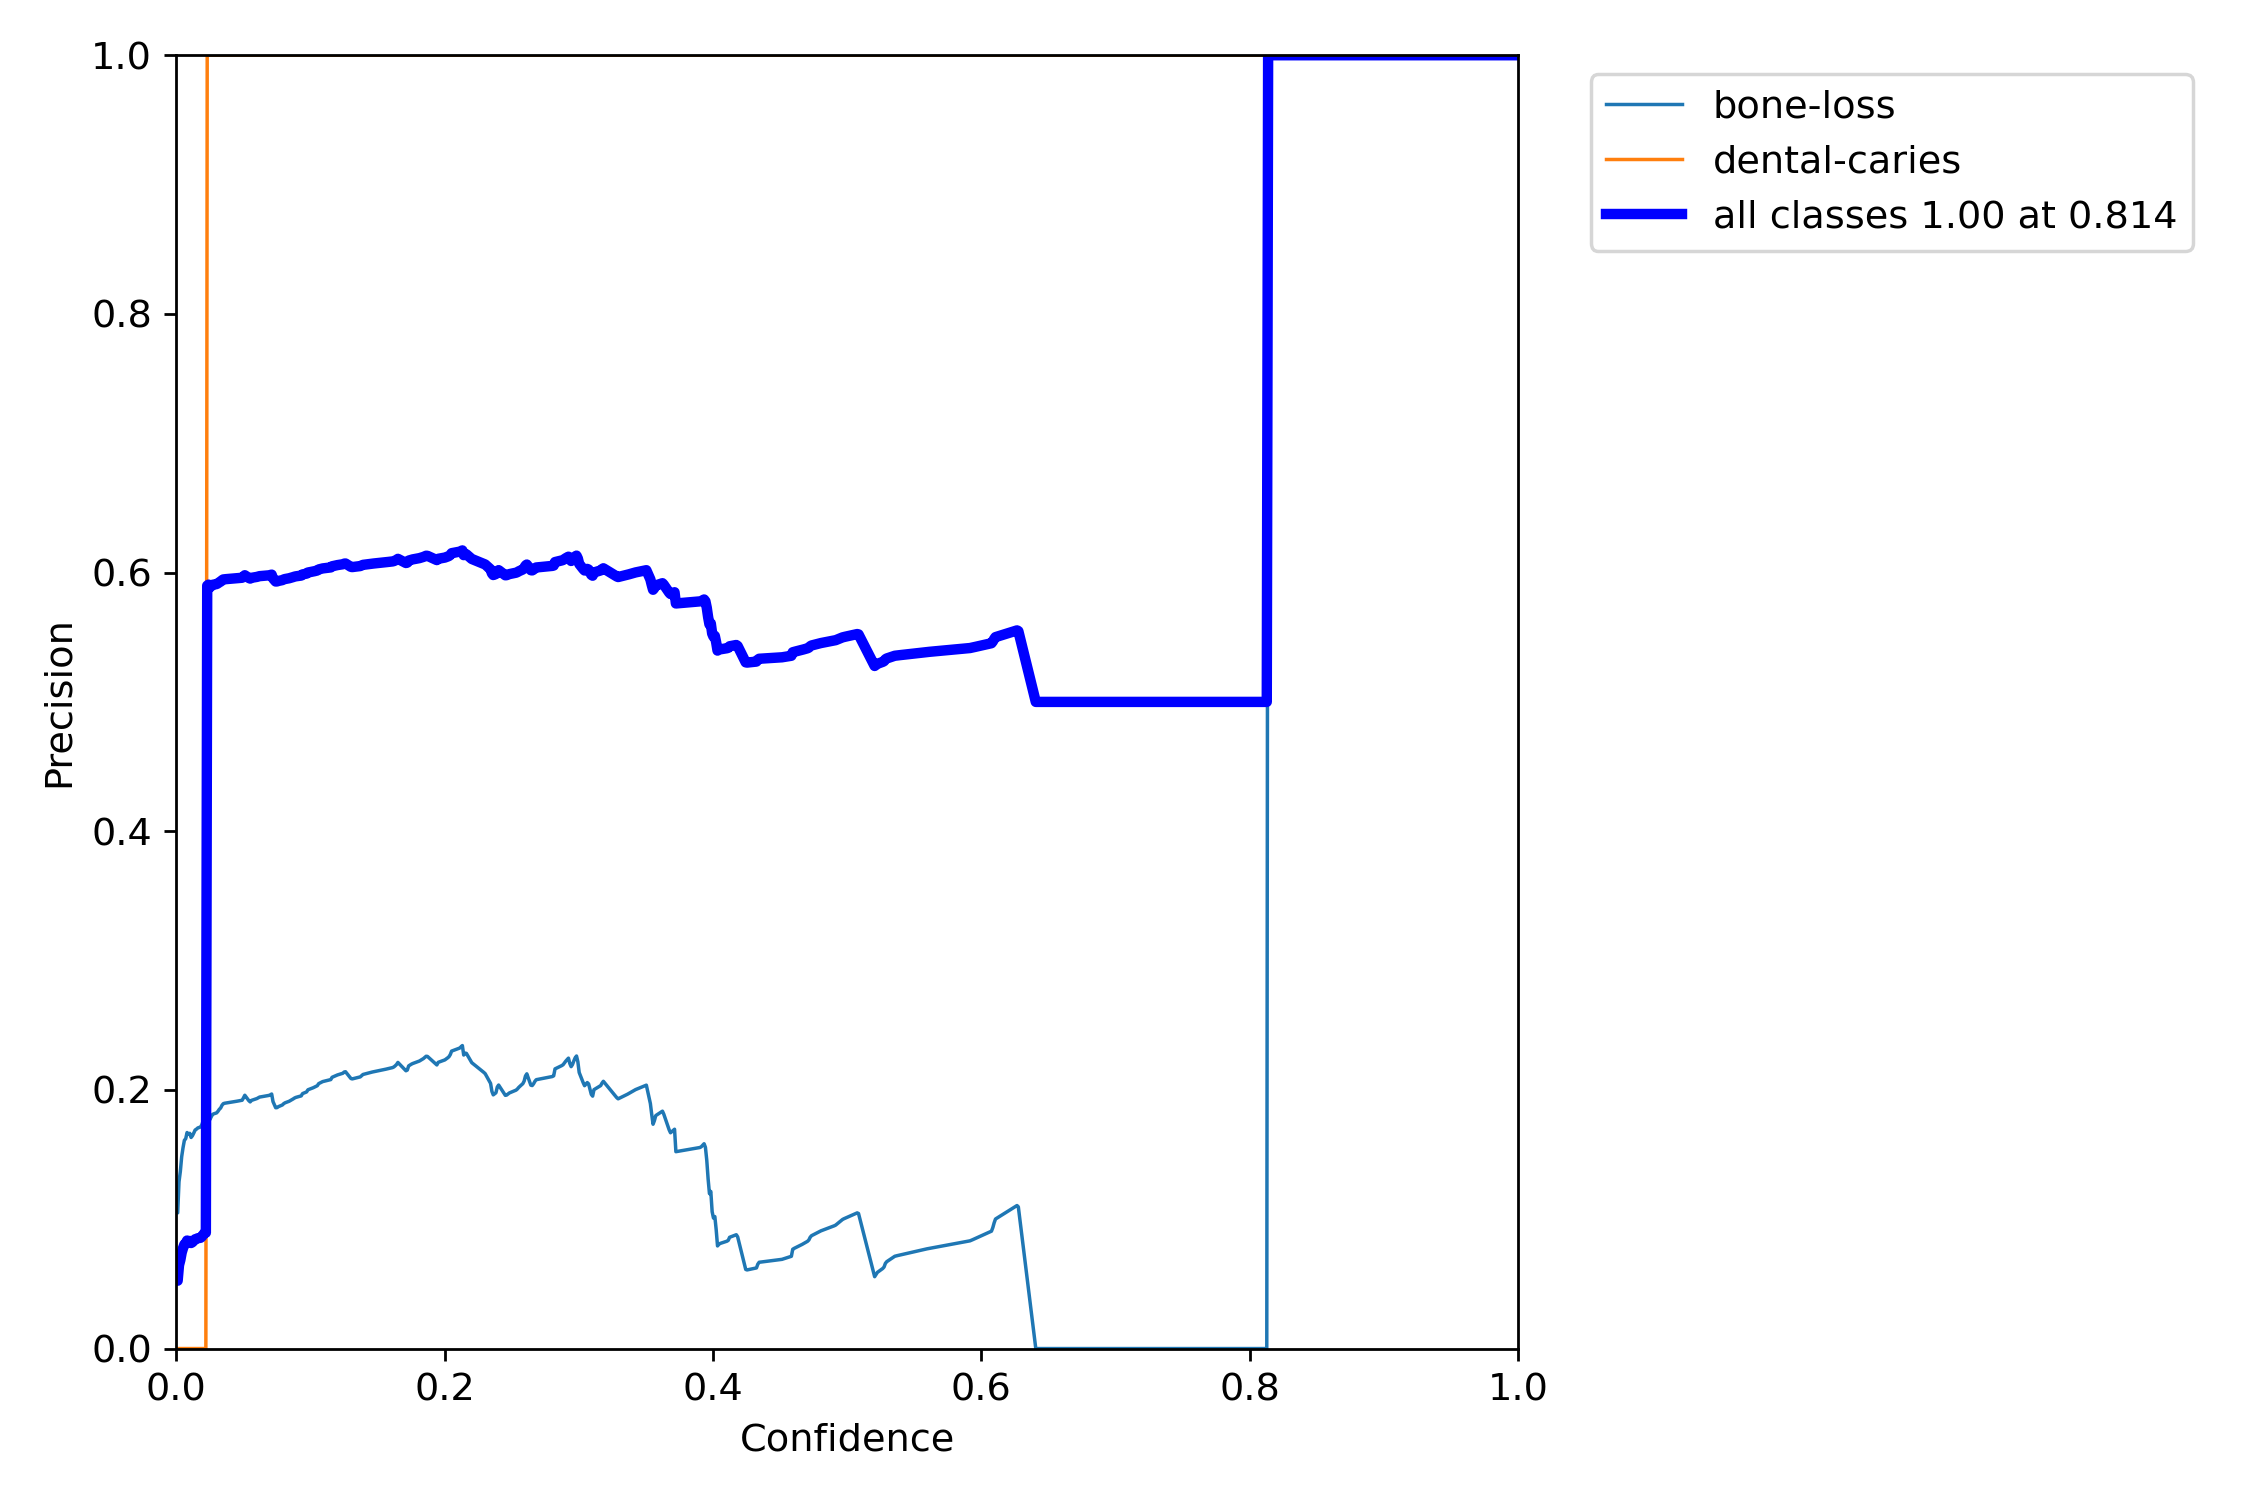 1.0
0.8
0.6
0.4
0.2
0.0
Precision
0.0 0.2 0.4 0.6 0.8 1.0
Confidence
bone-loss
dental-caries
all classes 1.00 at 0.814